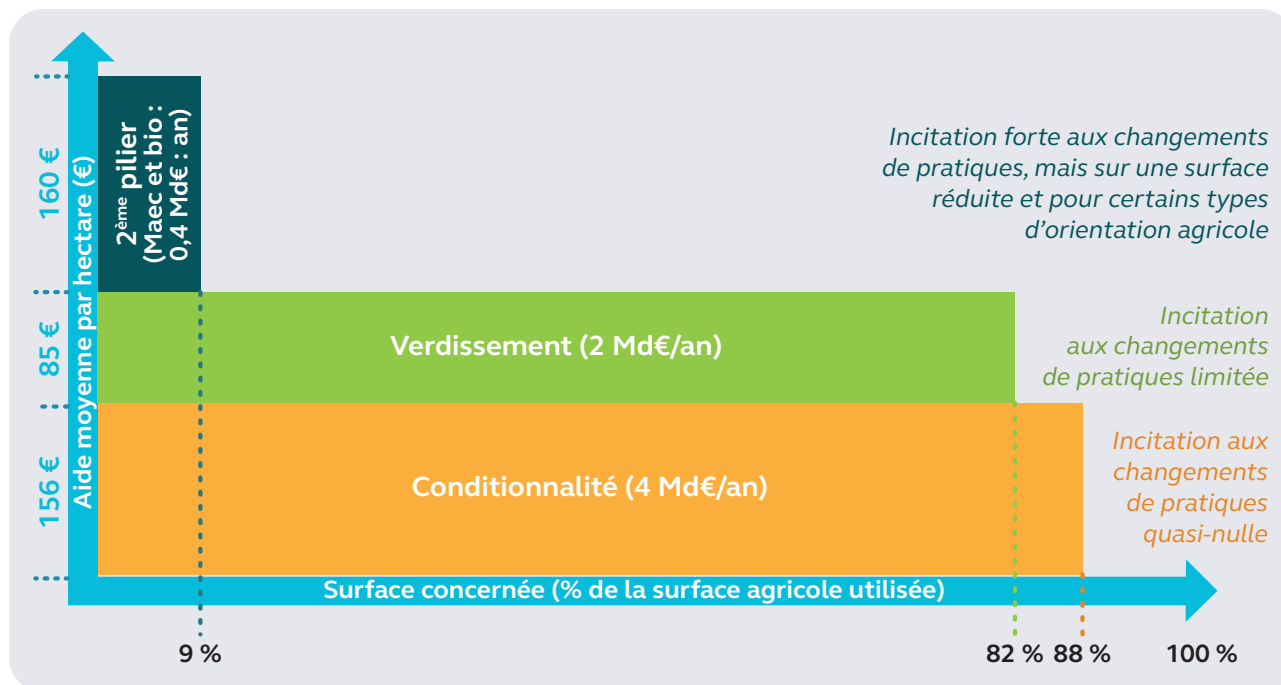 Aide moyenne par hectare (€)
160 €
85 €
156 €
2ème pilier
(Maec et bio :
0,4 Md€ : an)
Incitation forte aux changements
de pratiques, mais sur une surface
réduite et pour certains types
d’orientation agricole
Verdissement (2 Md€/an)
Incitation
aux changements
de pratiques limitée
Conditionnalité (4 Md€/an)
Incitation aux
changements
de pratiques
quasi-nulle
Surface concernée (% de la surface agricole utilisée)
9 %
82 %
88 %
100 %